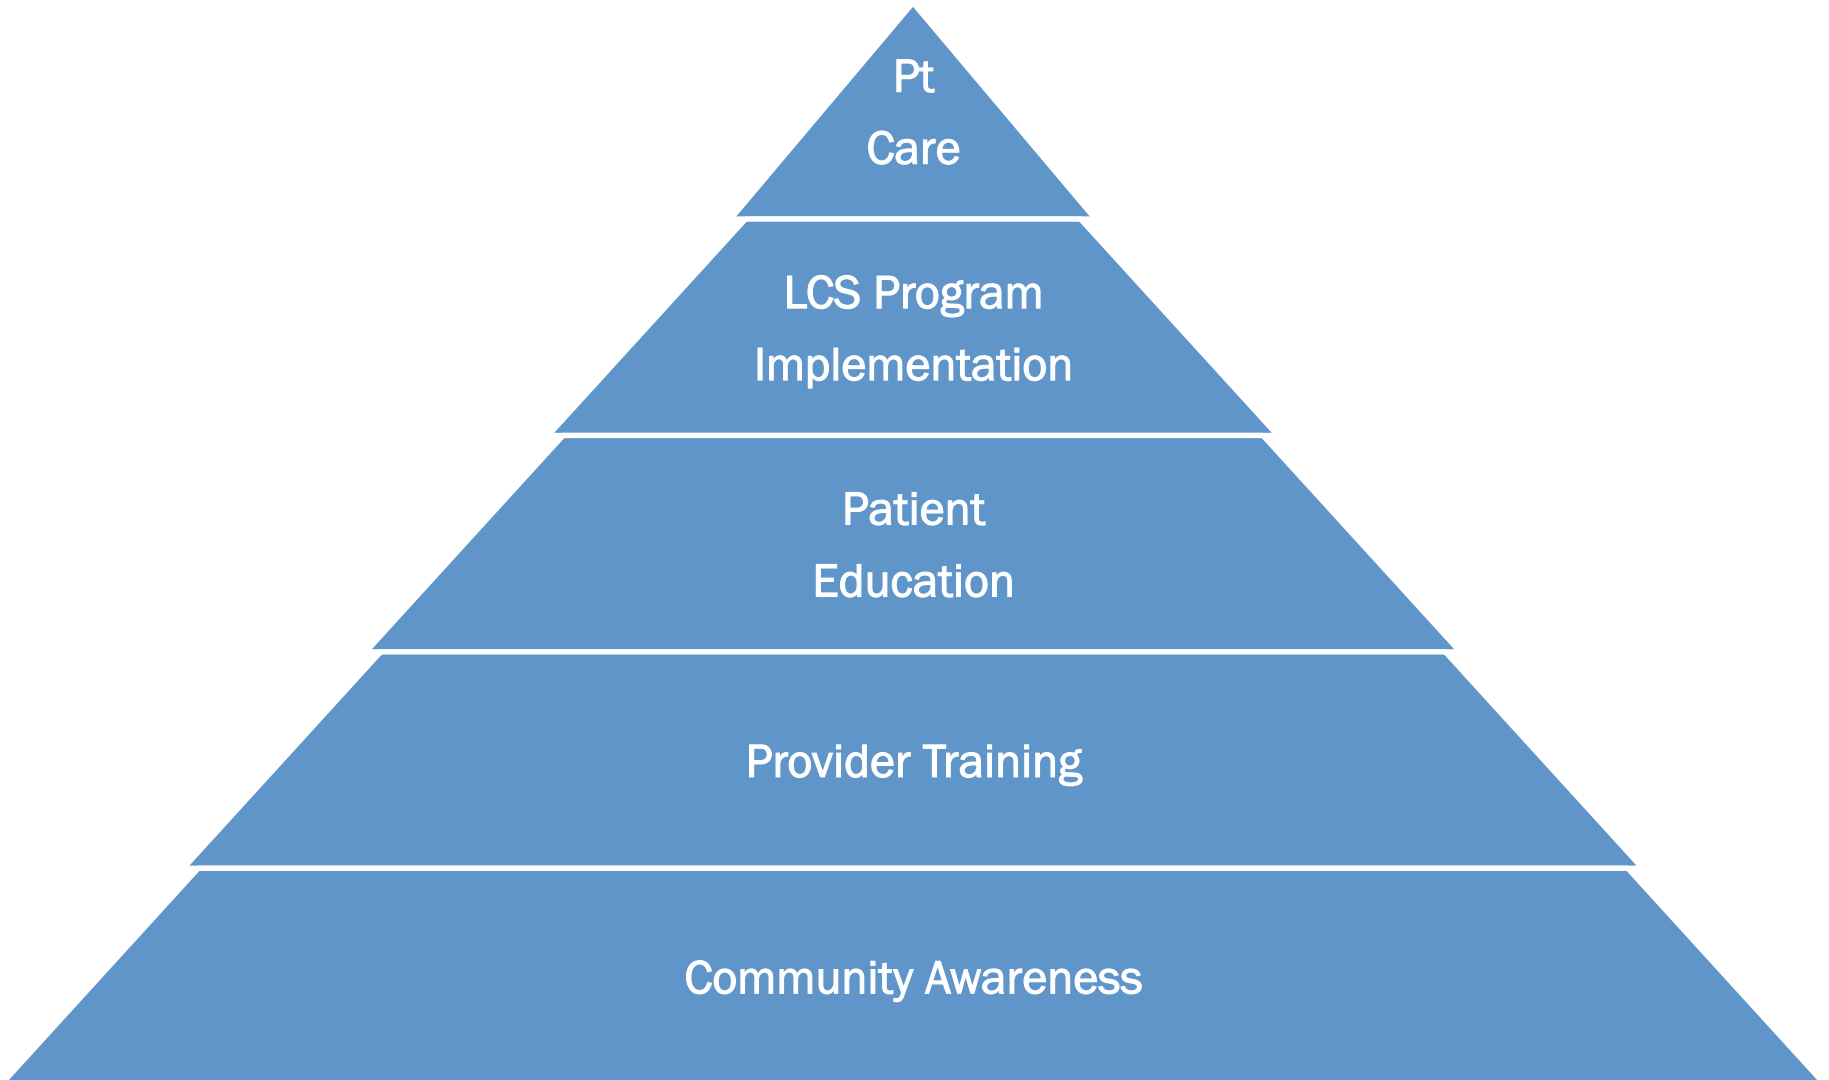 Pt
Care
LCS Program
Implementation
Patient
Education
Provider Training
Community Awareness